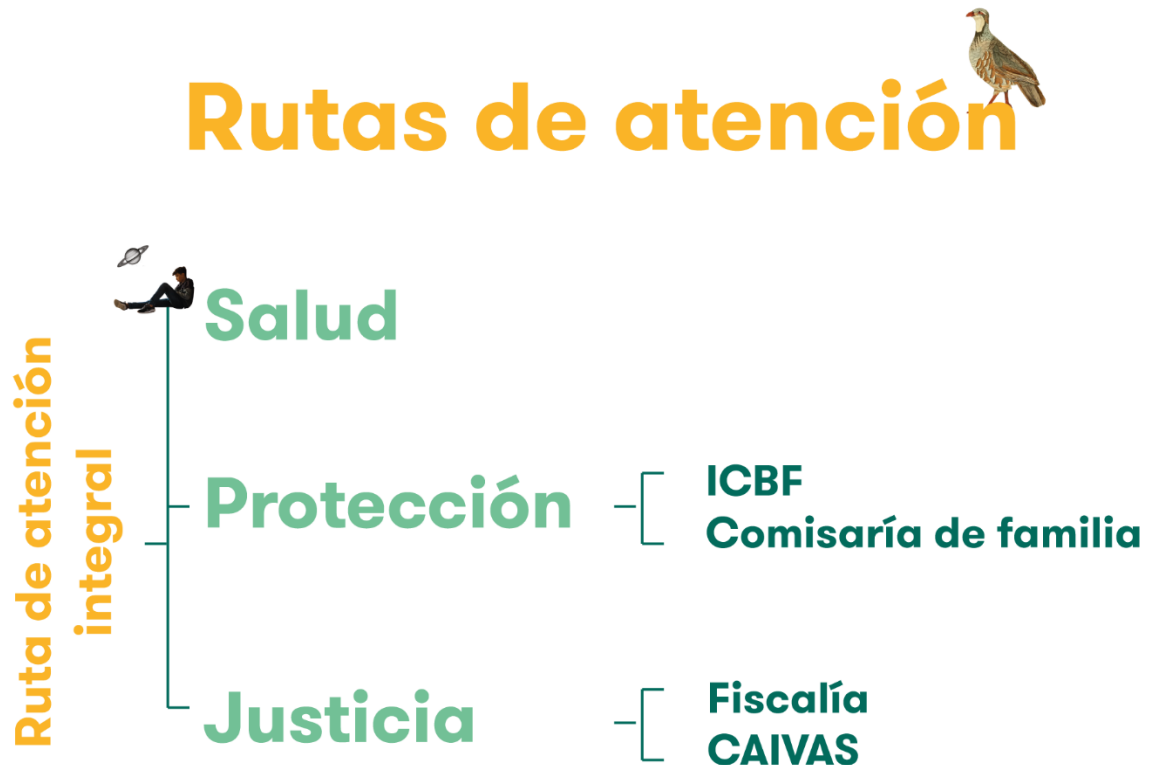 Rutas de atención
Ruta de atención
integral
Salud
Protección
ICBF
Comisaría de familia
Justicia
Fiscalía
CAIVAS